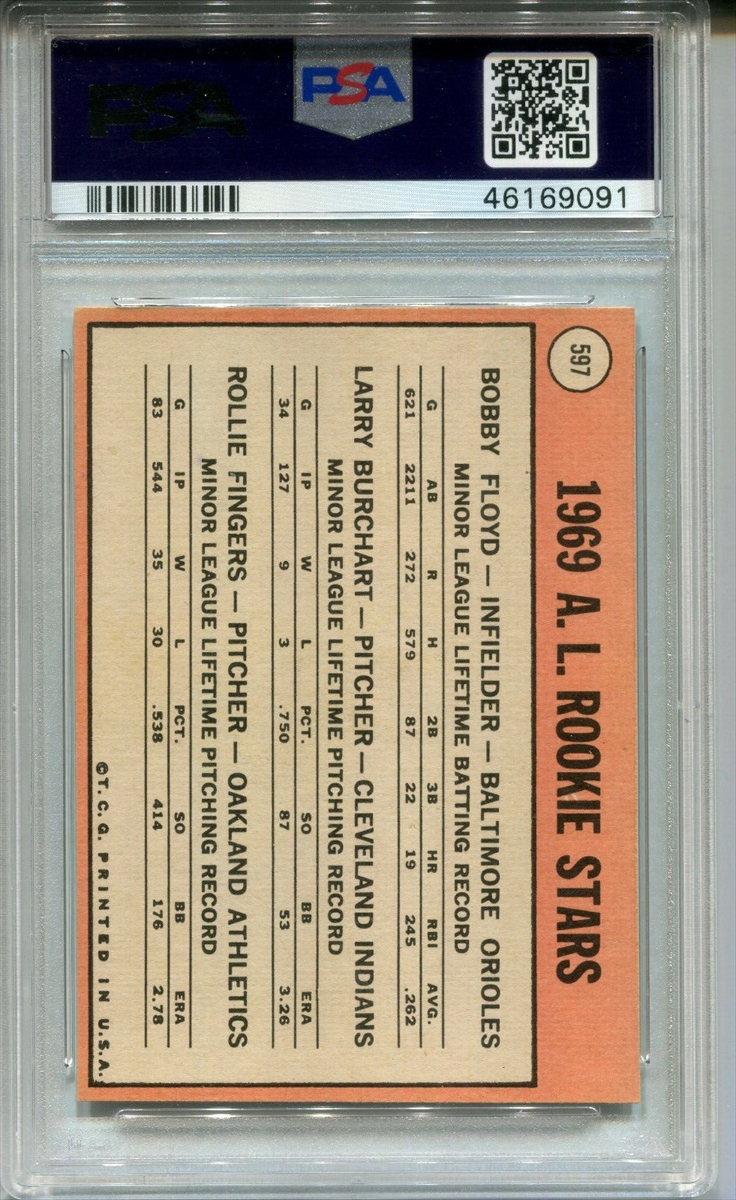 PSA
PSA
46169091
597
1969 A. L. ROOKIE STARS
BOBBY FLOYD — INFIELDER — BALTIMORE ORIOLES
MINOR LEAGUE LIFETIME BATTING RECORD
G AB R H 2B 3B HR RBI AVG.
621 2211 272 579 87 22 19 245 .262
LARRY BURCHART — PITCHER — CLEVELAND INDIANS
MINOR LEAGUE LIFETIME PITCHING RECORD
G IP W L PCT. SO BB ERA
34 127 9 3 .750 87 53 3.26
ROLLIE FINGERS — PITCHER — OAKLAND ATHLETICS
MINOR LEAGUE LIFETIME PITCHING RECORD
G IP W L PCT. SO BB ERA
83 544 35 30 .538 414 176 2.78
©T. C. G. PRINTED IN U.S.A.